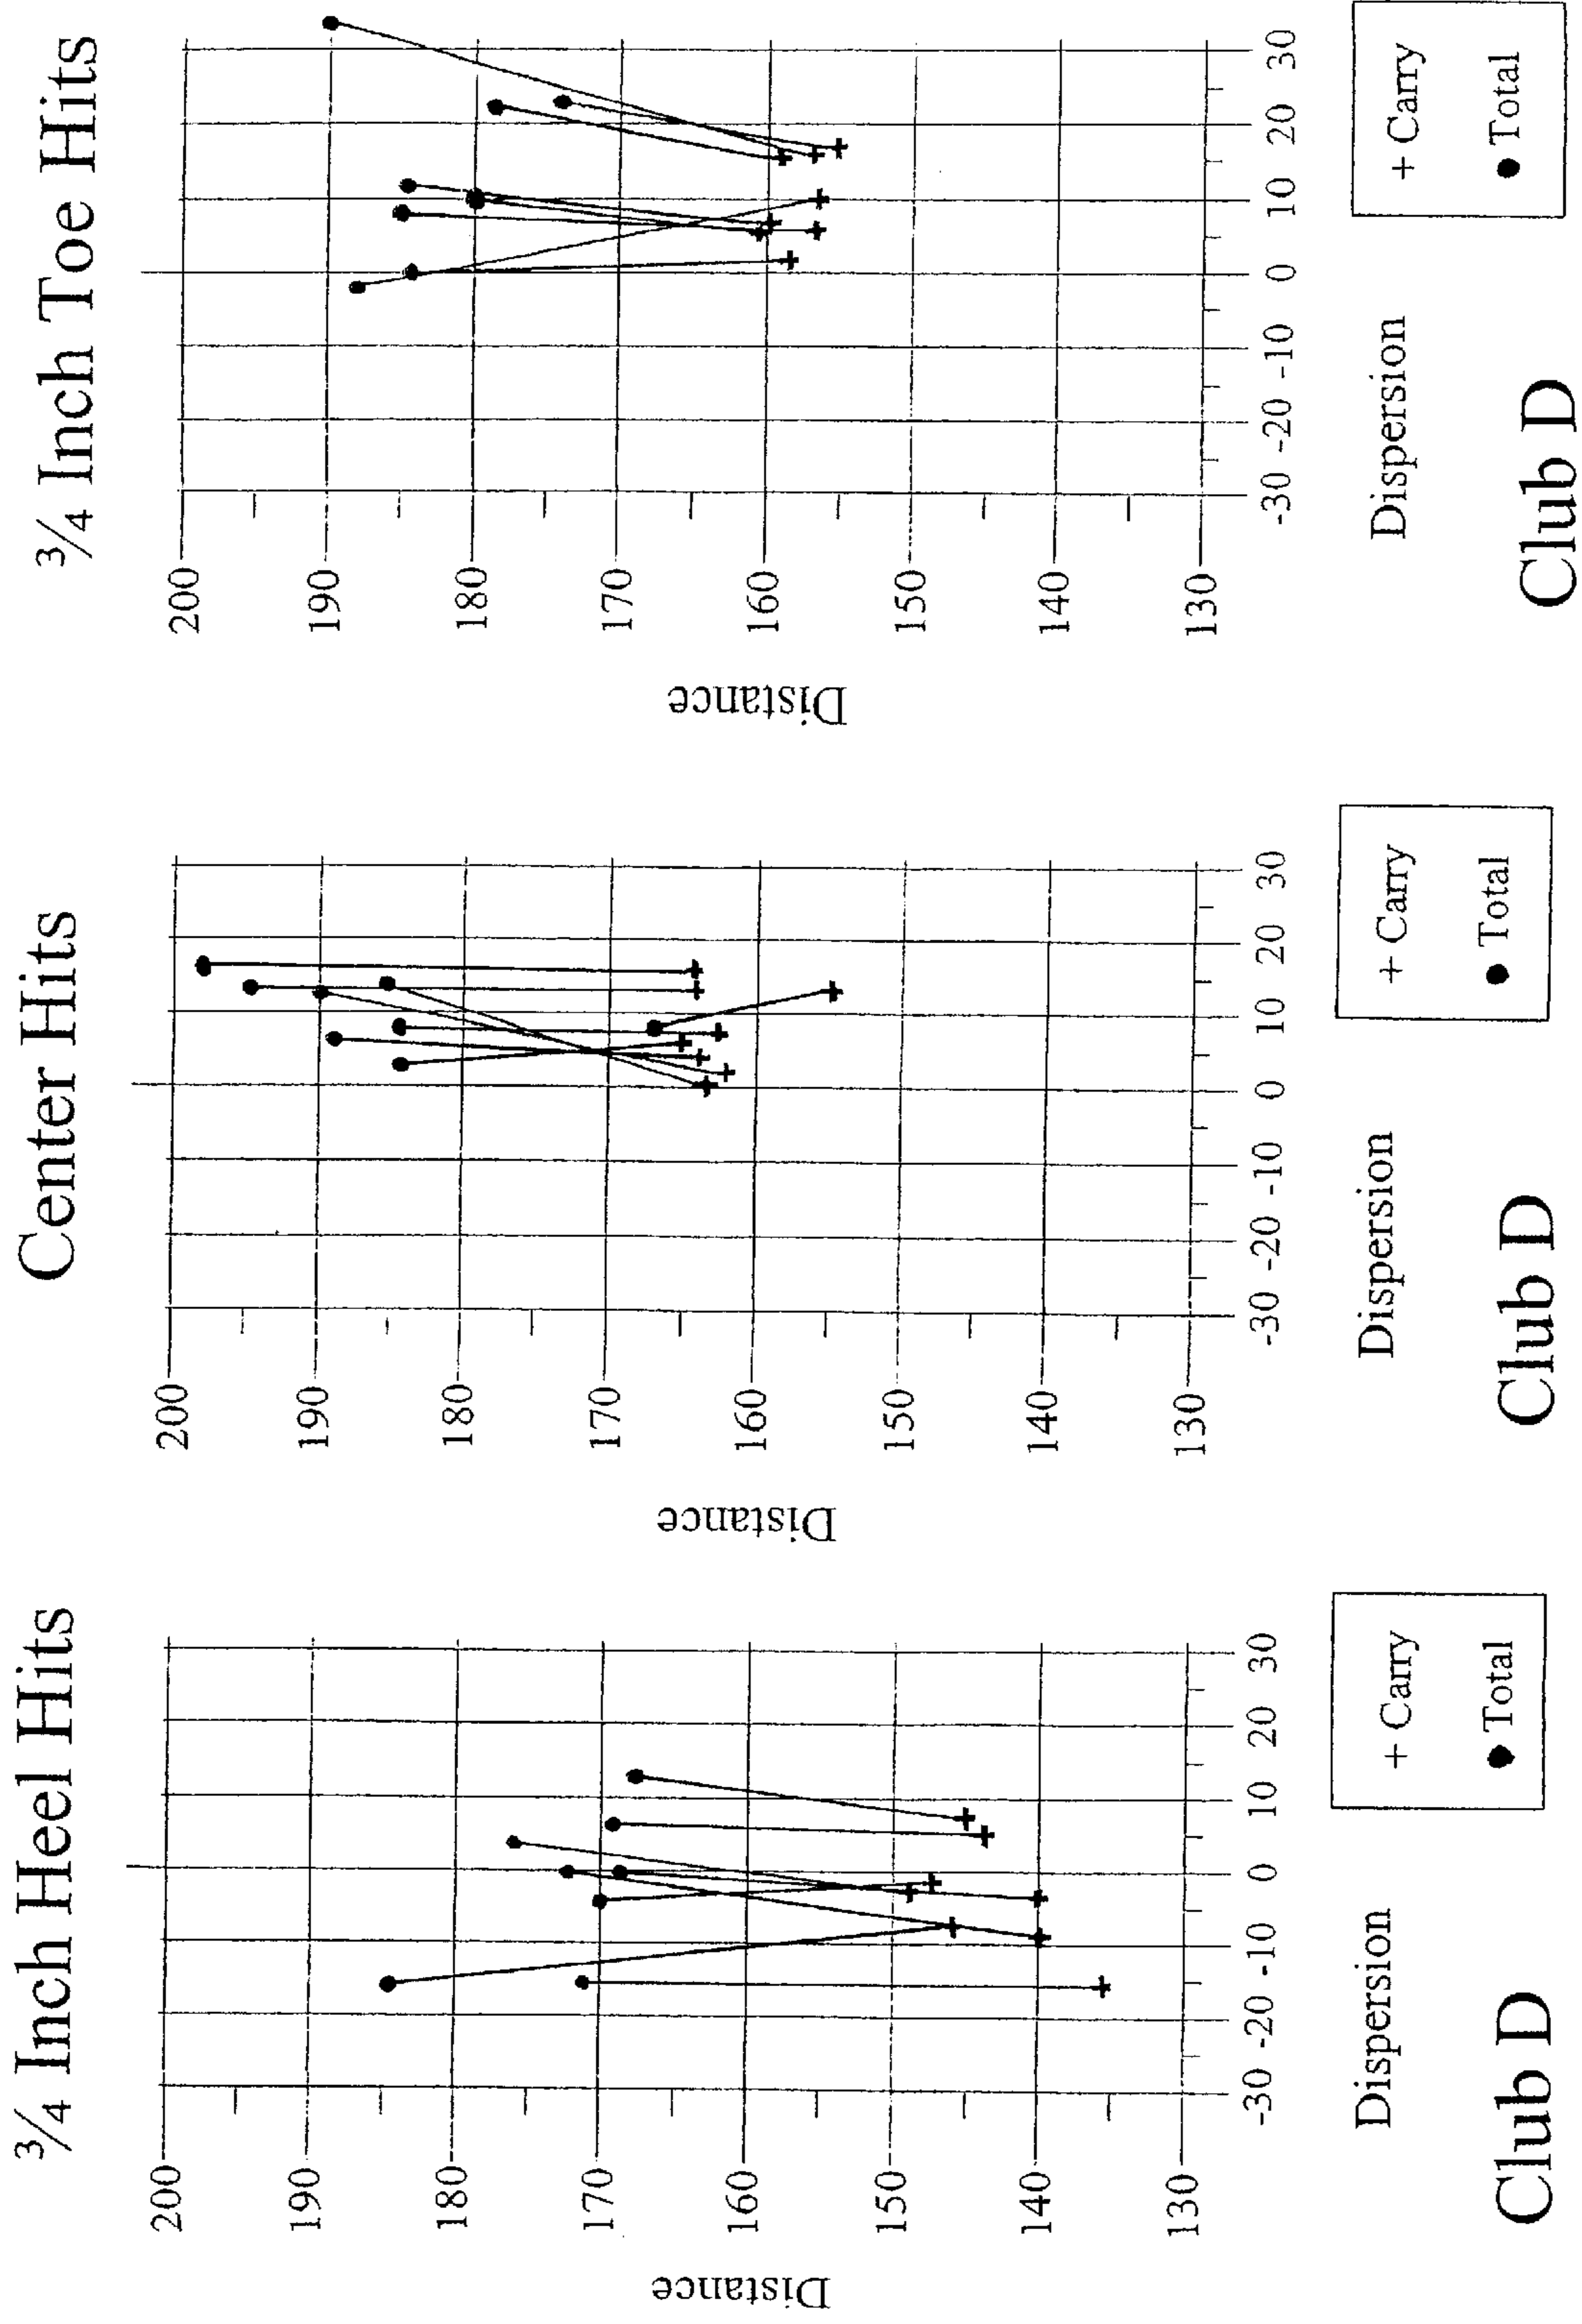 ¾ Inch Heel Hits
Distance
200
190
180
170
160
150
140
130
-30 -20 -10 0 10 20 30
Dispersion
+ Carry
● Total
Club D
Center Hits
Distance
200
190
180
170
160
150
140
130
-30 -20 -10 0 10 20 30
Dispersion
+ Carry
● Total
Club D
¾ Inch Toe Hits
Distance
200
190
180
170
160
150
140
130
-30 -20 -10 0 10 20 30
Dispersion
+ Carry
● Total
Club D